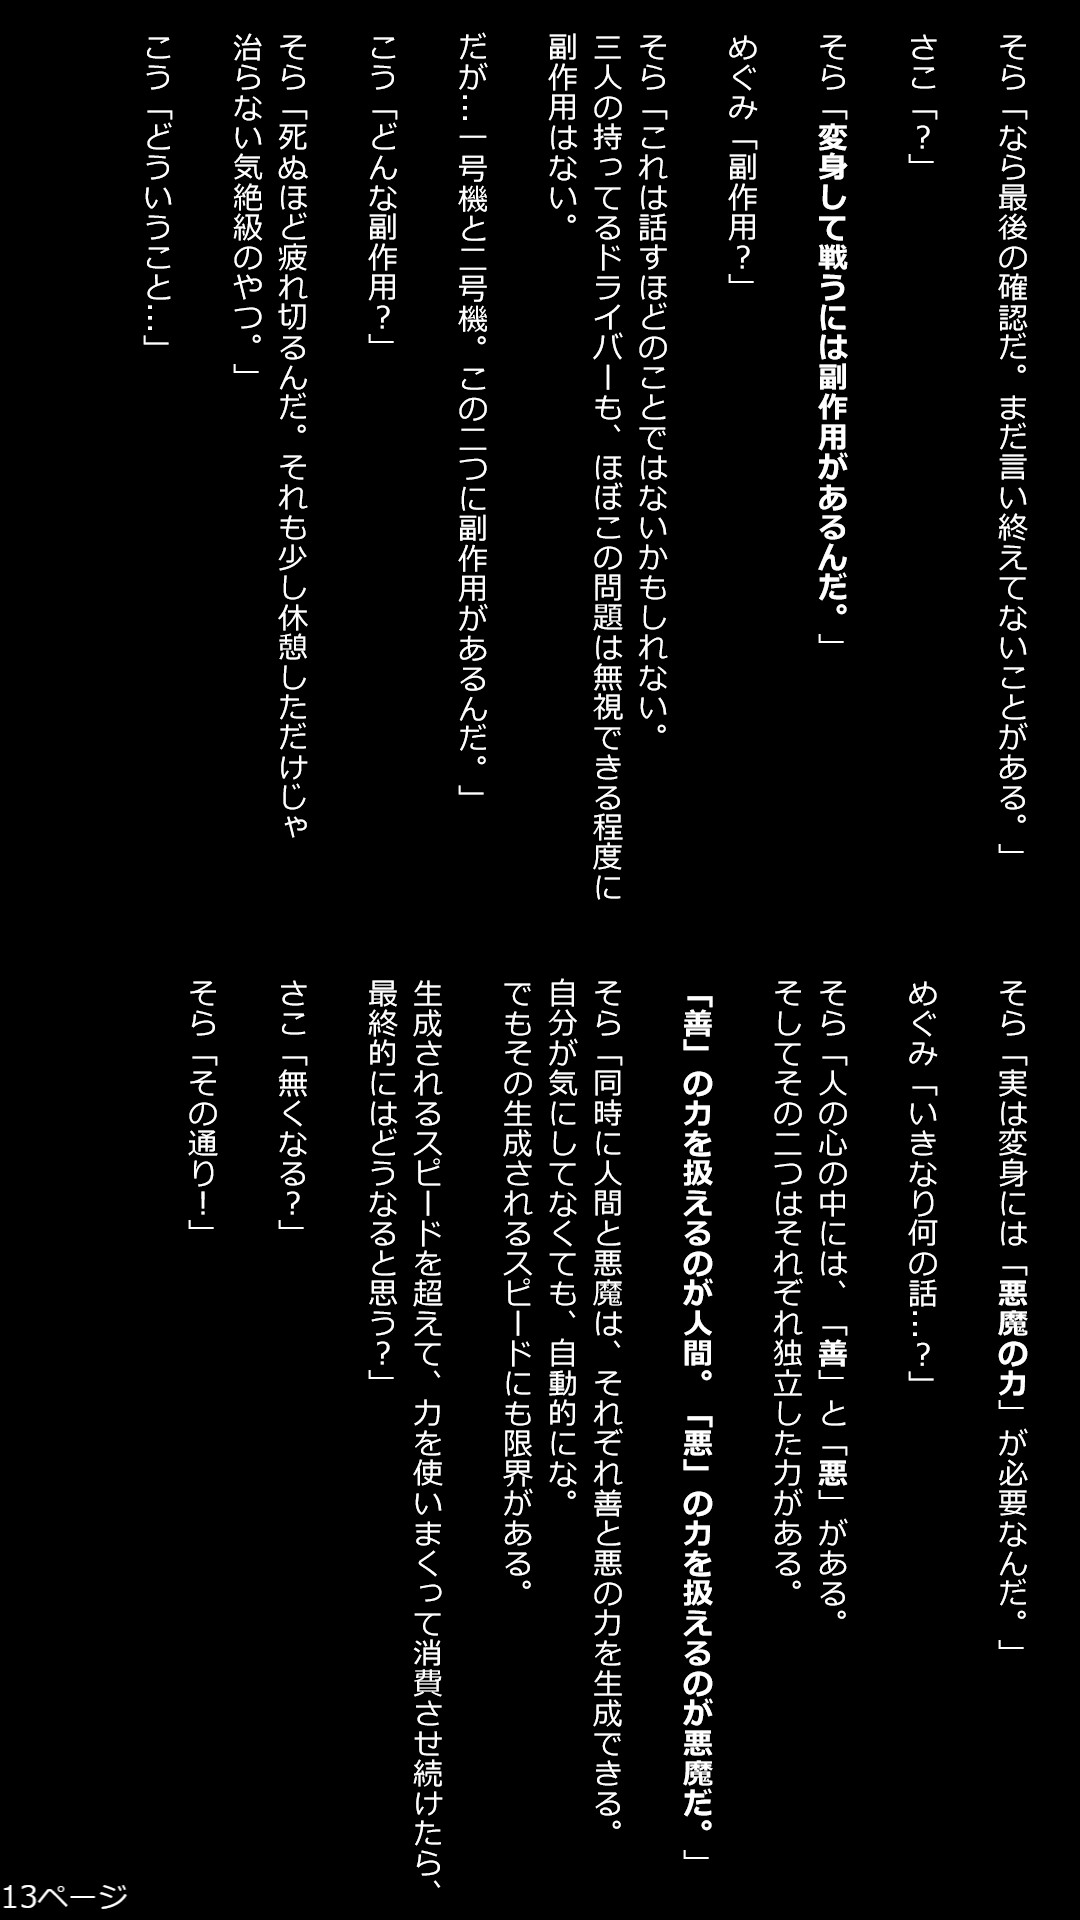 そら「なら最後の確認だ。まだ言い終えてないことがある。」
さこ「?」
そら「変身して戦うには副作用があるんだ。」
めぐみ「副作用?」
そら「これは話すほどのことではないかもしれない。
三人の持ってるドライバーも、ほぼこの問題は無視できる程度に
副作用はない。
だが…一号機と二号機。この二つに副作用があるんだ。」
こう「どんな副作用?」
そら「死ぬほど疲れ切るんだ。それも少し休憩しただけじゃ
治らない気絶級のやつ。」
こう「どういうこと…」
そら「実は変身には「悪魔の力」が必要なんだ。」
めぐみ「いきなり何の話…?」
そら「人の心の中には、「善」と「悪」がある。
そしてその二つはそれぞれ独立した力がある。
「善」の力を扱えるのが人間。「悪」の力を扱えるのが悪魔だ。」
そら「同時に人間と悪魔は、それぞれ善と悪の力を生成できる。
自分が気にしてなくても、自動的にな。
でもその生成されるスピードにも限界がある。
生成されるスピードを超えて、力を使いまくって消費させ続けたら、
最終的にはどうなると思う?」
さこ「無くなる?」
そら「その通り!」
13ページ